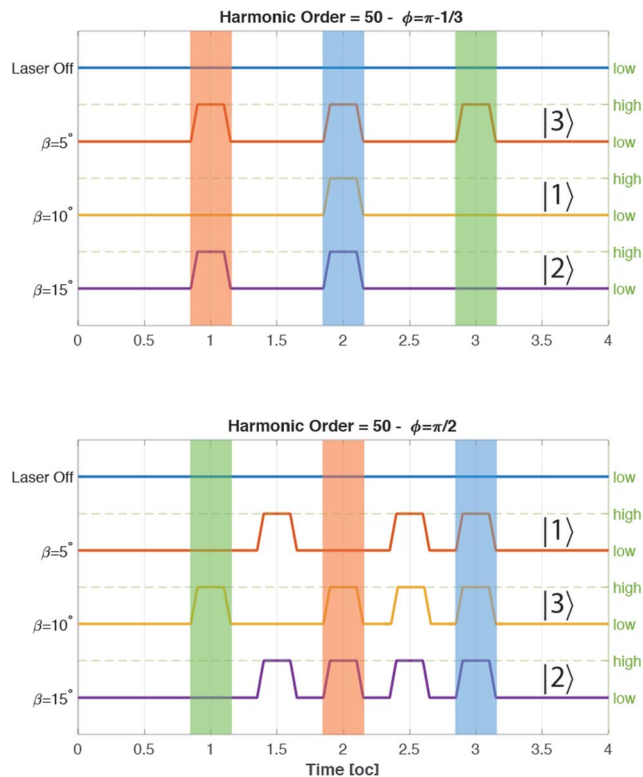 Harmonic Order = 50 - ϕ=π-1/3
Laser Off low
high
β=5° low |3⟩
high
β=10° low |1⟩
high
β=15° low |2⟩
0 0.5 1 1.5 2 2.5 3 3.5 4
Harmonic Order = 50 - ϕ=π/2
Laser Off low
high
β=5° low |1⟩
high
β=10° low |3⟩
high
β=15° low |2⟩
0 0.5 1 1.5 2 2.5 3 3.5 4
Time [oc]